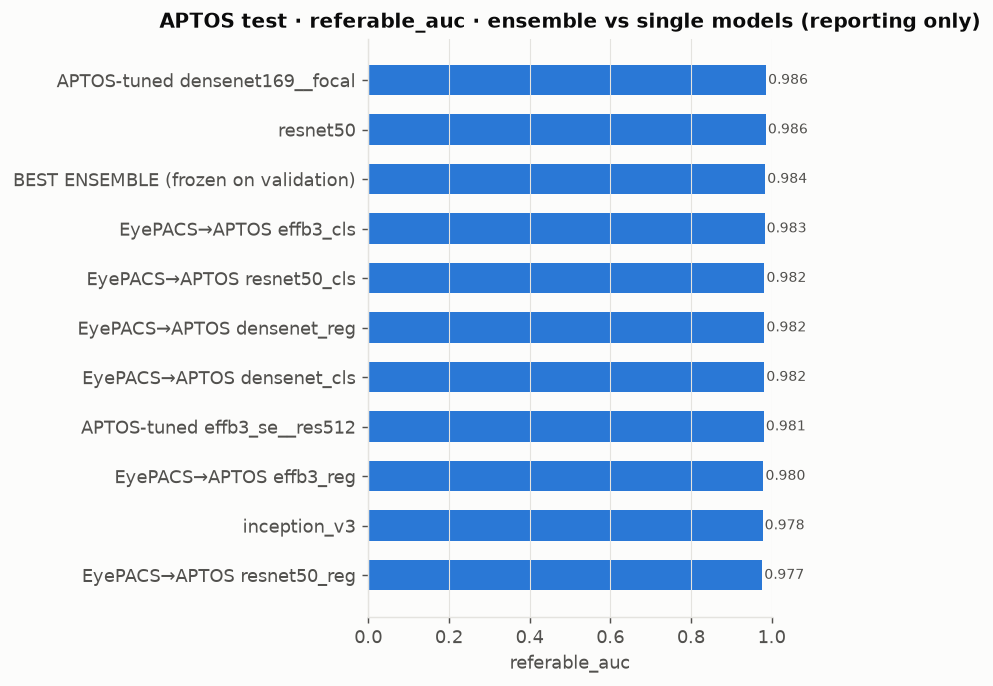 APTOS test · referable_auc · ensemble vs single models (reporting only)
APTOS-tuned densenet169__focal 0.986
resnet50 0.986
BEST ENSEMBLE (frozen on validation) 0.984
EyePACS→APTOS effb3_cls 0.983
EyePACS→APTOS resnet50_cls 0.982
EyePACS→APTOS densenet_reg 0.982
EyePACS→APTOS densenet_cls 0.982
APTOS-tuned effb3_se__res512 0.981
EyePACS→APTOS effb3_reg 0.980
inception_v3 0.978
EyePACS→APTOS resnet50_reg 0.977
0.0 0.2 0.4 0.6 0.8 1.0
referable_auc